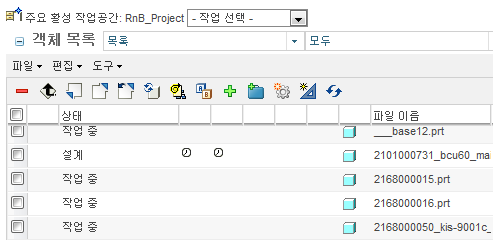 주요 활성 작업공간: RnB_Project - 작업 선택 -
객체 목록 목록 모두
파일 편집 도구
상태 파일 이름
작업 중 ___base12.prt
설계 2101000731_bcu60_ma
작업 중 2168000015.prt
작업 중 2168000016.prt
작업 중 2168000050_kis-9001c_